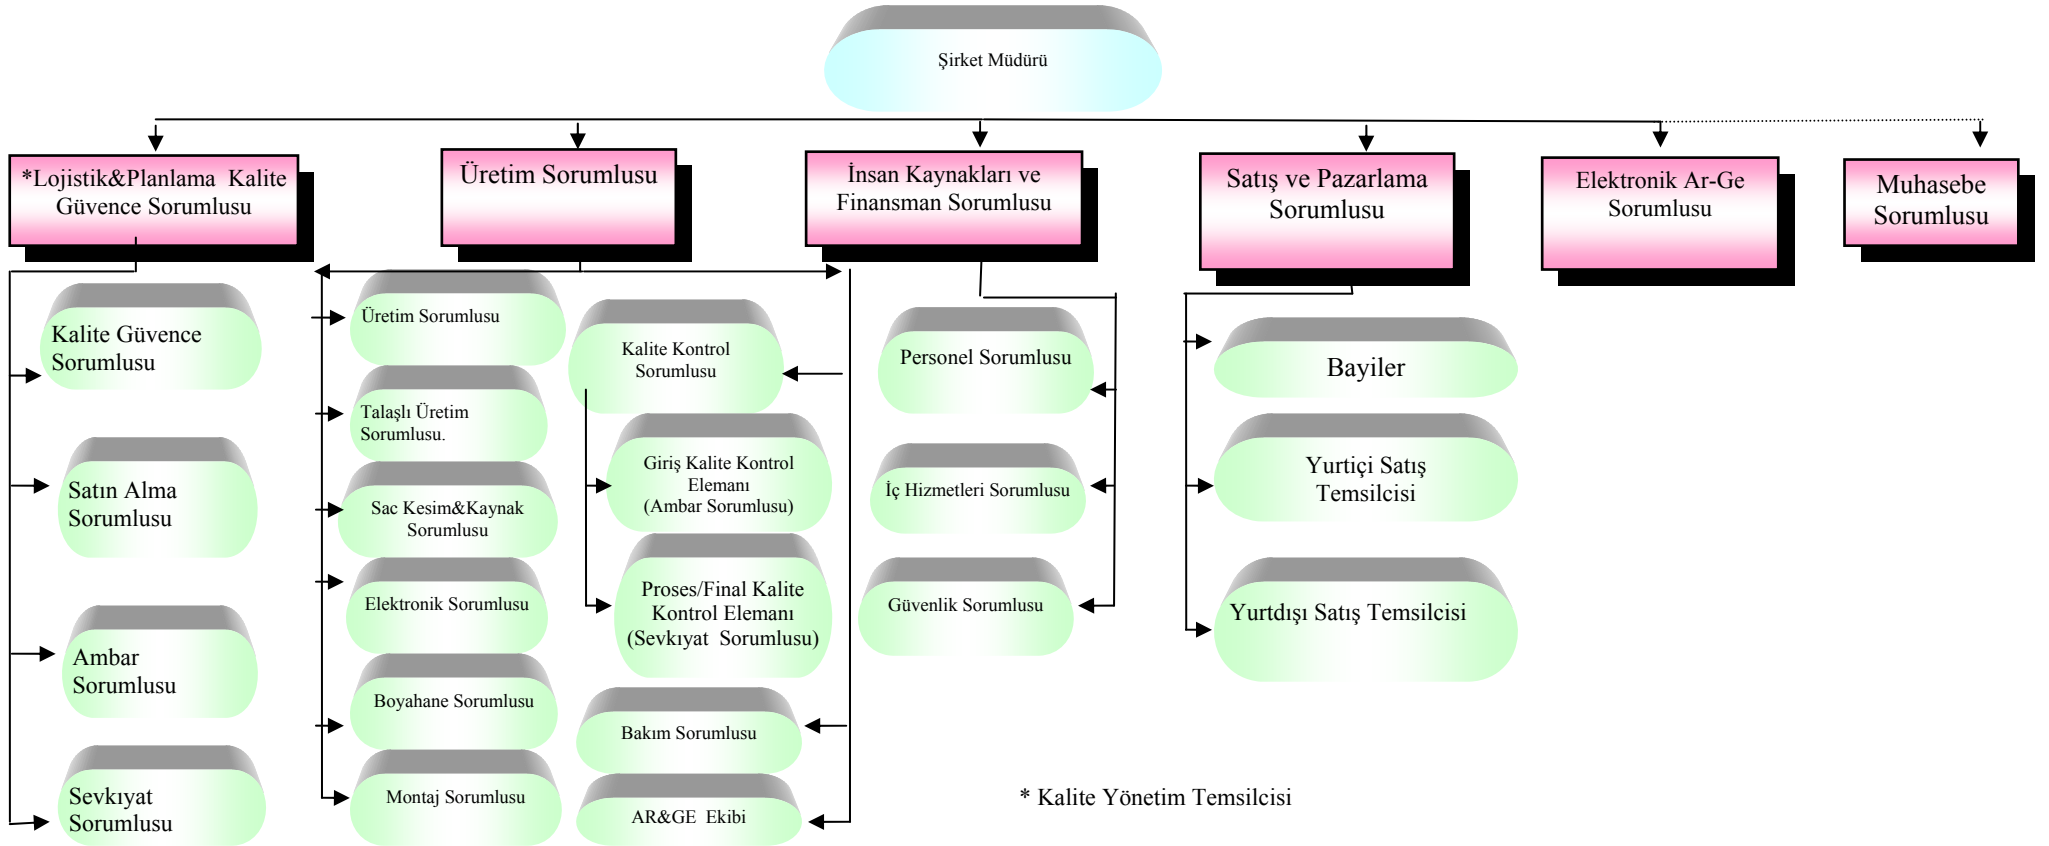 Şirket Müdürü
*Lojistik&Planlama Kalite
Güvence Sorumlusu
Üretim Sorumlusu
İnsan Kaynakları ve
Finansman Sorumlusu
Satış ve Pazarlama
Sorumlusu
Elektronik Ar-Ge
Sorumlusu
Muhasebe
Sorumlusu
Kalite Güvence
Sorumlusu
Satın Alma
Sorumlusu
Ambar
Sorumlusu
Sevkıyat
Sorumlusu
Üretim Sorumlusu
Talaşlı Üretim
Sorumlusu.
Sac Kesim&Kaynak
Sorumlusu
Elektronik Sorumlusu
Boyahane Sorumlusu
Montaj Sorumlusu
Kalite Kontrol
Sorumlusu
Giriş Kalite Kontrol
Elemanı
(Ambar Sorumlusu)
Proses/Final Kalite
Kontrol Elemanı
(Sevkıyat Sorumlusu)
Bakım Sorumlusu
AR&GE Ekibi
Personel Sorumlusu
İç Hizmetleri Sorumlusu
Güvenlik Sorumlusu
Bayiler
Yurtiçi Satış
Temsilcisi
Yurtdışı Satış Temsilcisi
* Kalite Yönetim Temsilcisi